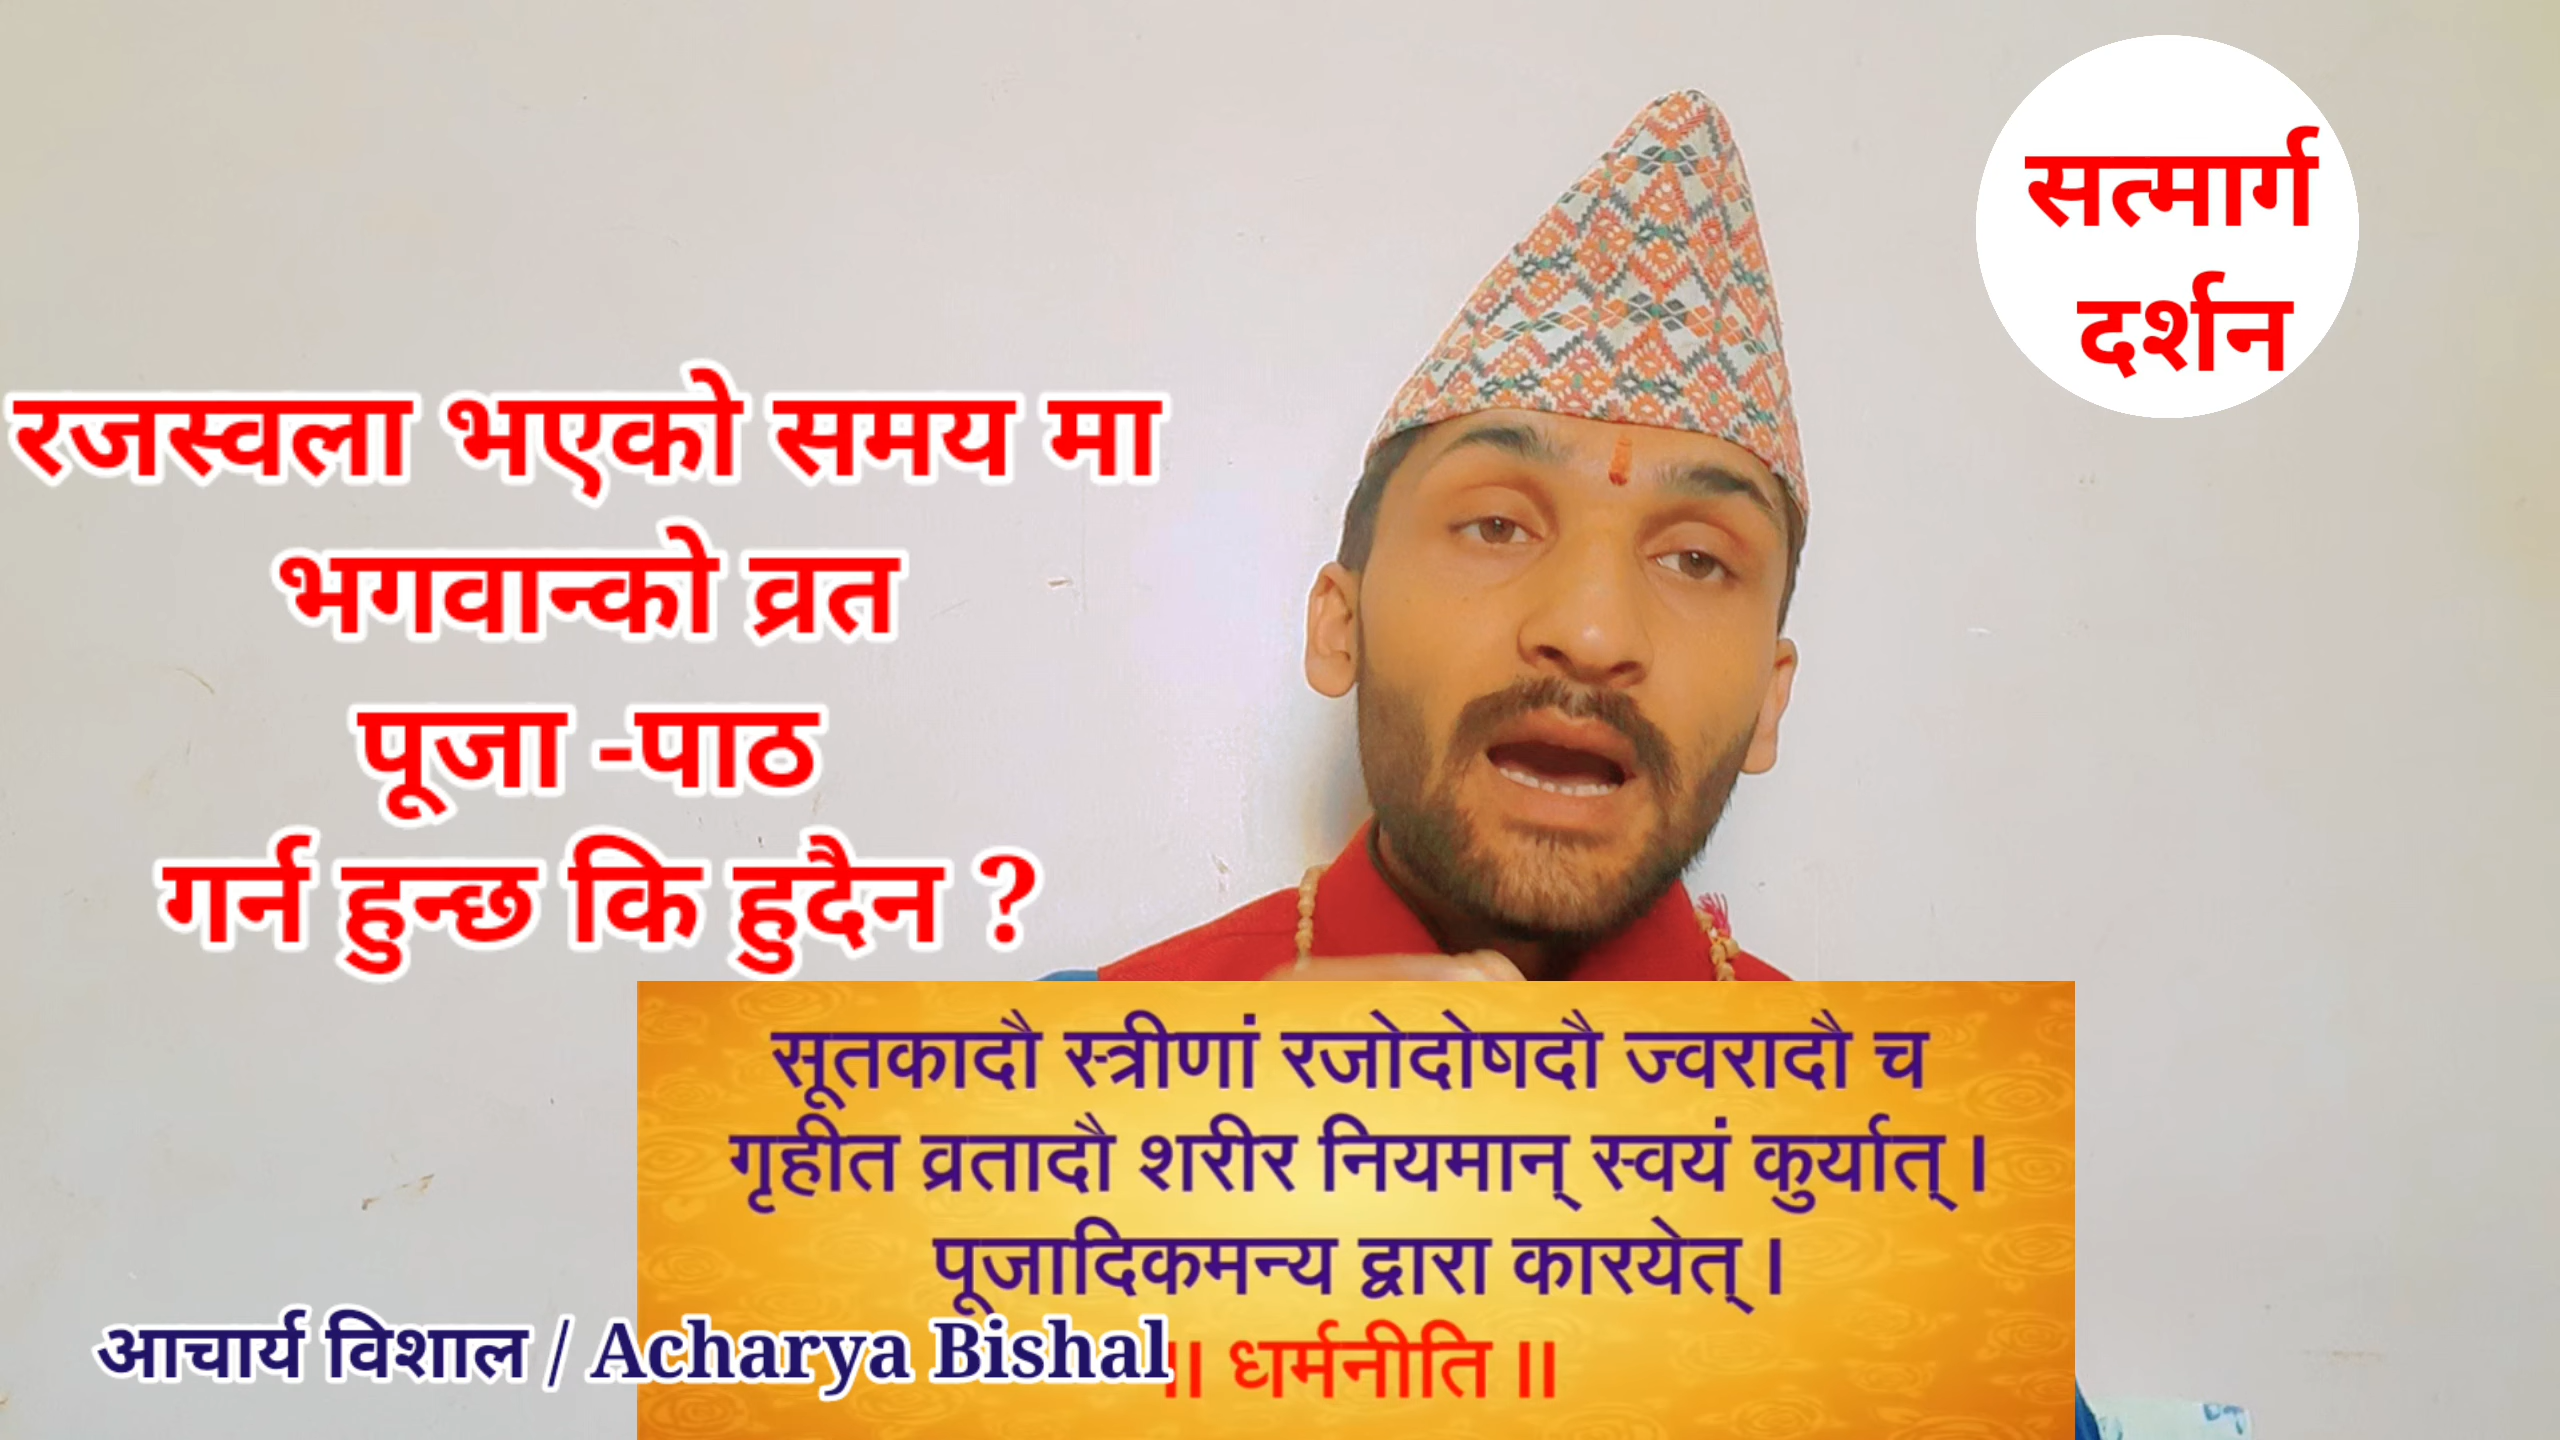 सत्मार्ग
दर्शन
रजस्वला भएको समय मा
भगवान्को व्रत
पूजा -पाठ
गर्न हुन्छ कि हुदैन ?
सूतकादौ स्त्रीणां रजोदोषदौ ज्वरादौ च
गृहीत व्रतादौ शरीर नियमान् स्वयं कुर्यात् ।
पूजादिकमन्य द्वारा कारयेत् ।
॥ धर्मनीति ॥
आचार्य विशाल / Acharya Bishal